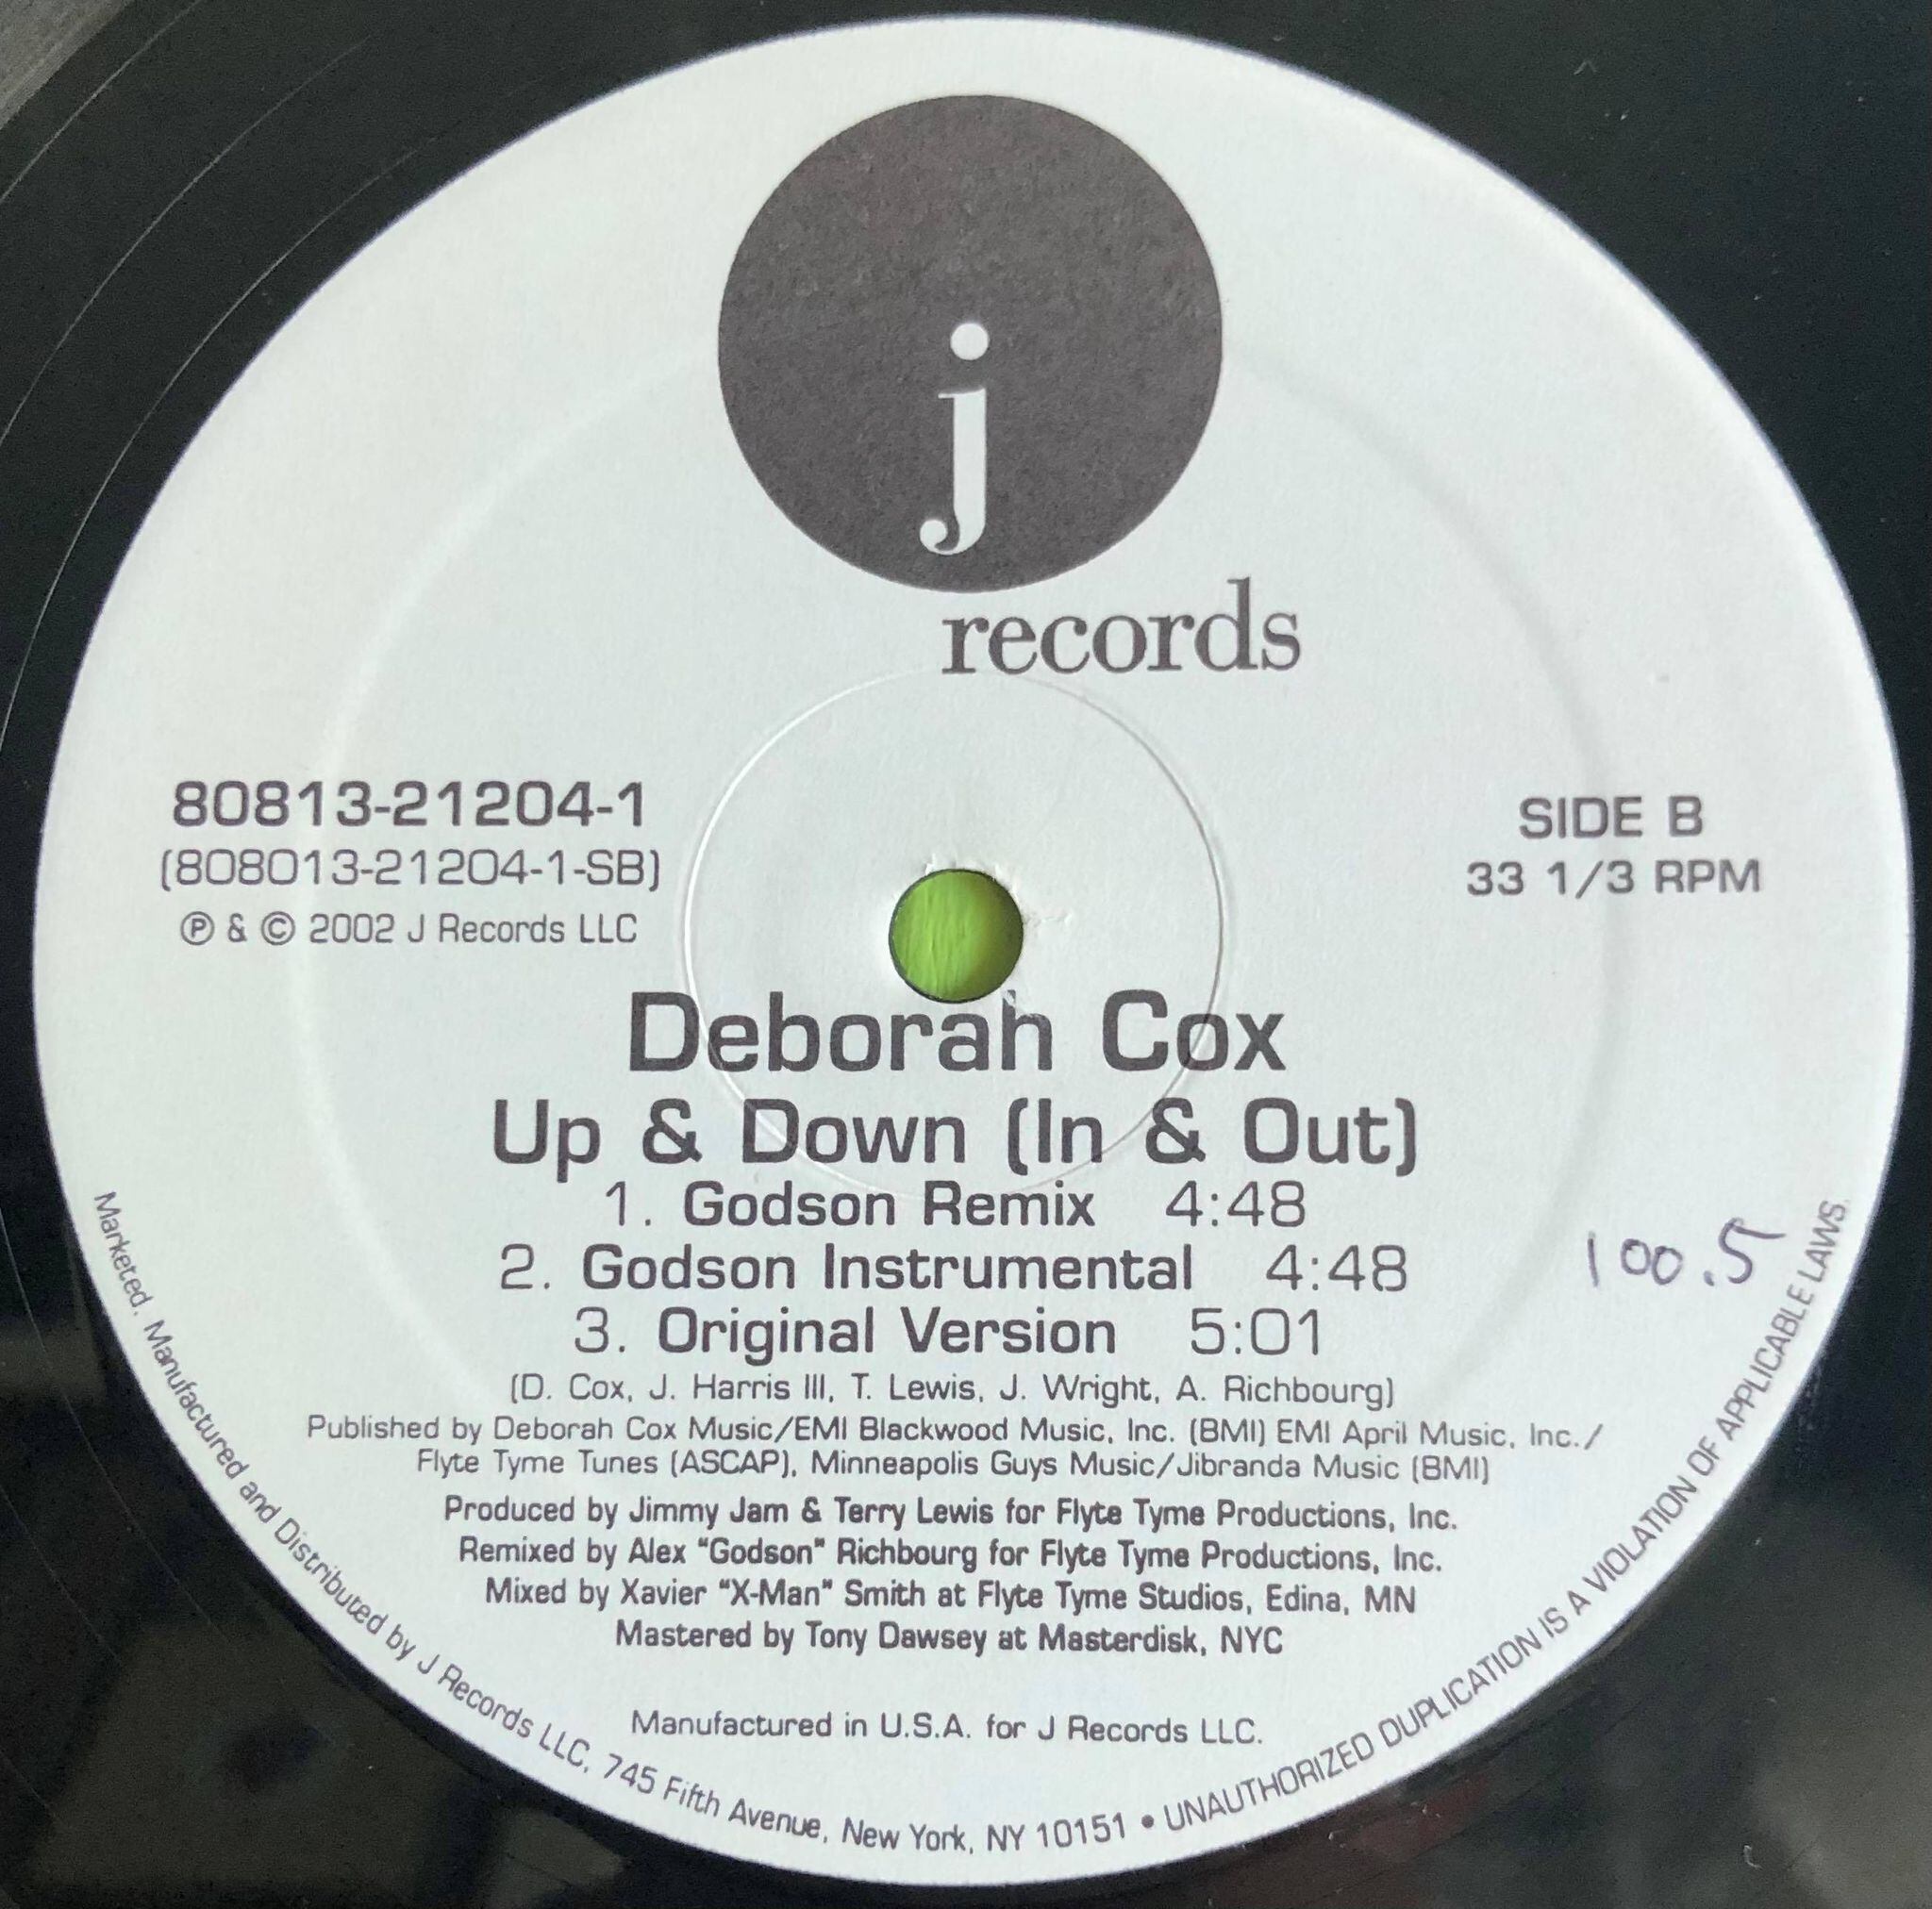 j
records
80813-21204-1
(808013-21204-1-SB)
℗ & © 2002 J Records LLC
SIDE B
33 1/3 RPM
Deborah Cox
Up & Down (In & Out)
1. Godson Remix 4:48
2. Godson Instrumental 4:48
3. Original Version 5:01
100.5
(D. Cox, J. Harris III, T. Lewis, J. Wright, A. Richbourg)
Published by Deborah Cox Music/EMI Blackwood Music, Inc. (BMI) EMI April Music, Inc./
Flyte Tyme Tunes (ASCAP), Minneapolis Guys Music/Jibranda Music (BMI)
Produced by Jimmy Jam & Terry Lewis for Flyte Tyme Productions, Inc.
Remixed by Alex "Godson" Richbourg for Flyte Tyme Productions, Inc.
Mixed by Xavier "X-Man" Smith at Flyte Tyme Studios, Edina, MN
Mastered by Tony Dawsey at Masterdisk, NYC
Manufactured in U.S.A. for J Records LLC.
Marketed, Manufactured and Distributed by J Records LLC, 745 Fifth Avenue, New York, NY 10151 • UNAUTHORIZED DUPLICATION IS A VIOLATION OF APPLICABLE LAWS.